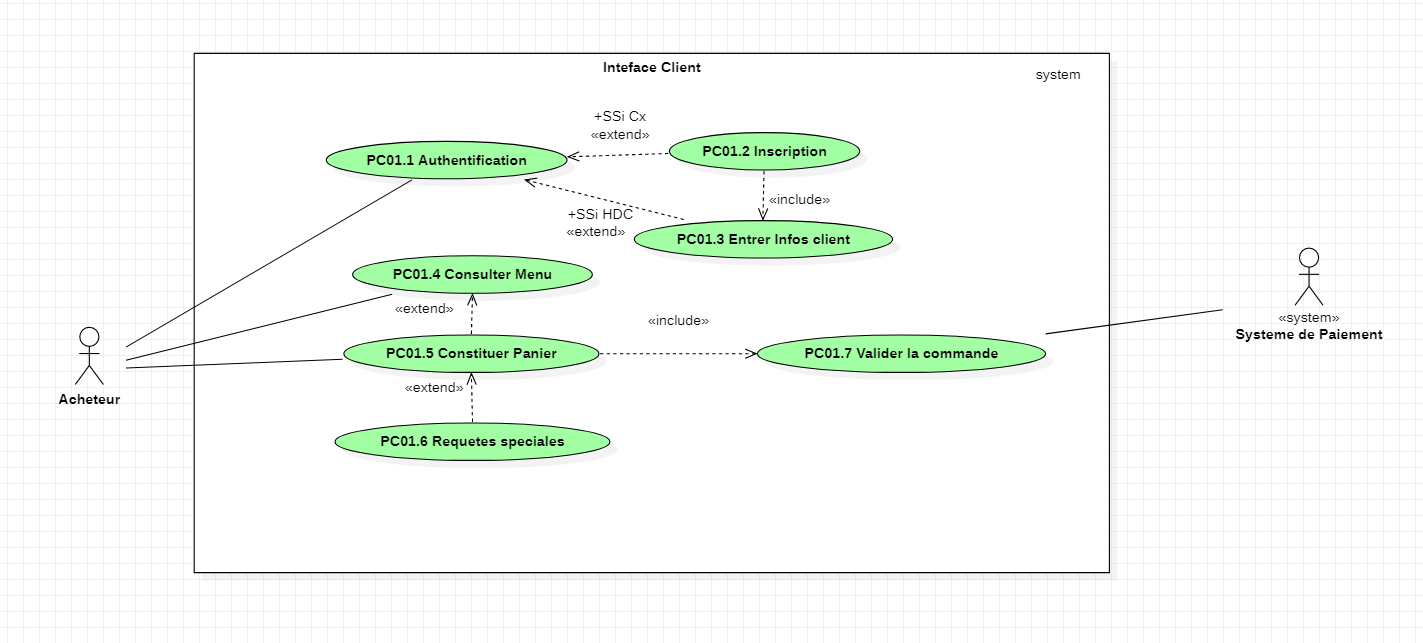 Inteface Client
system
+SSi Cx
«extend»
PC01.1 Authentification
PC01.2 Inscription
«include»
+SSi HDC
«extend»
PC01.3 Entrer Infos client
PC01.4 Consulter Menu
«extend»
«include»
PC01.5 Constituer Panier
PC01.7 Valider la commande
«extend»
PC01.6 Requetes speciales
Acheteur
«system»
Systeme de Paiement